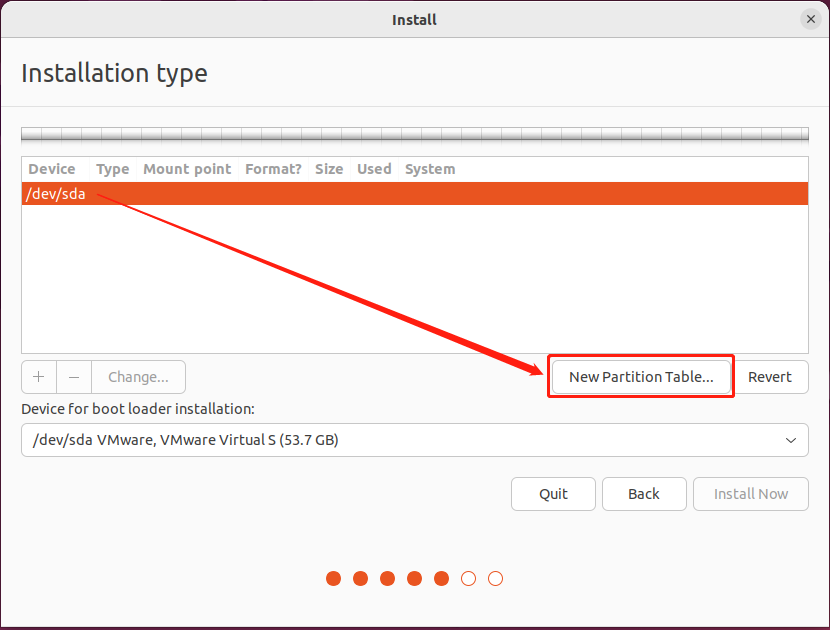 Install
Installation type
Device Type Mount point Format? Size Used System
/dev/sda
+ − Change... New Partition Table... Revert
Device for boot loader installation:
/dev/sda VMware, VMware Virtual S (53.7 GB)
Quit Back Install Now